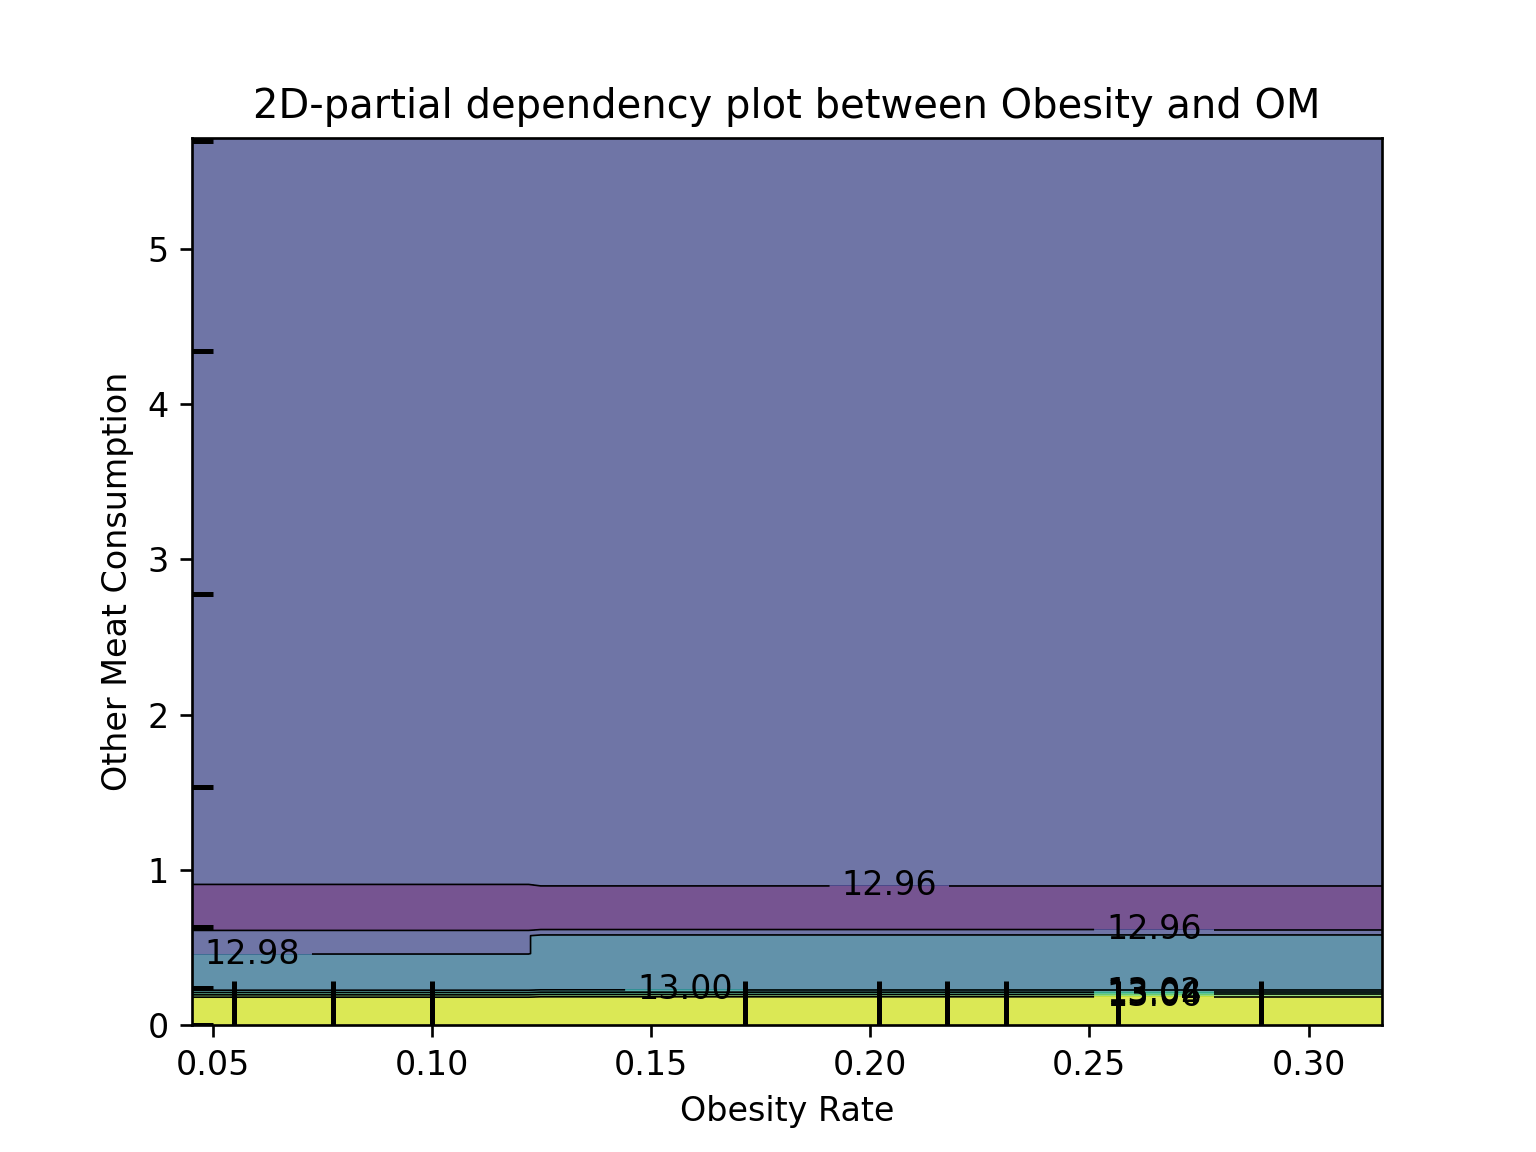 2D-partial dependency plot between Obesity and OM
Other Meat Consumption
5
4
3
2
1
0
12.96
12.96
12.98
13.00
0.05 0.10 0.15 0.20 0.25 0.30
Obesity Rate